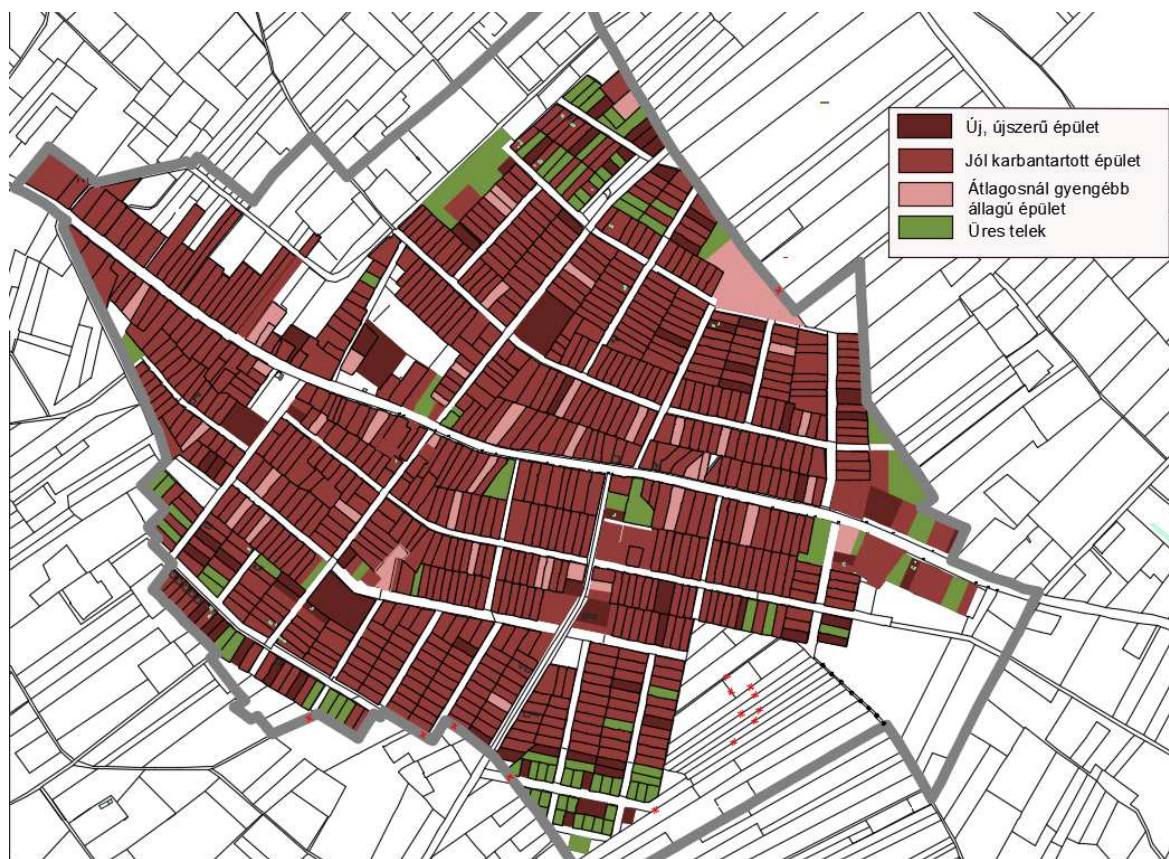 Új, újszerű épület
Jól karbantartott épület
Átlagosnál gyengébb
állagú épület
Üres telek